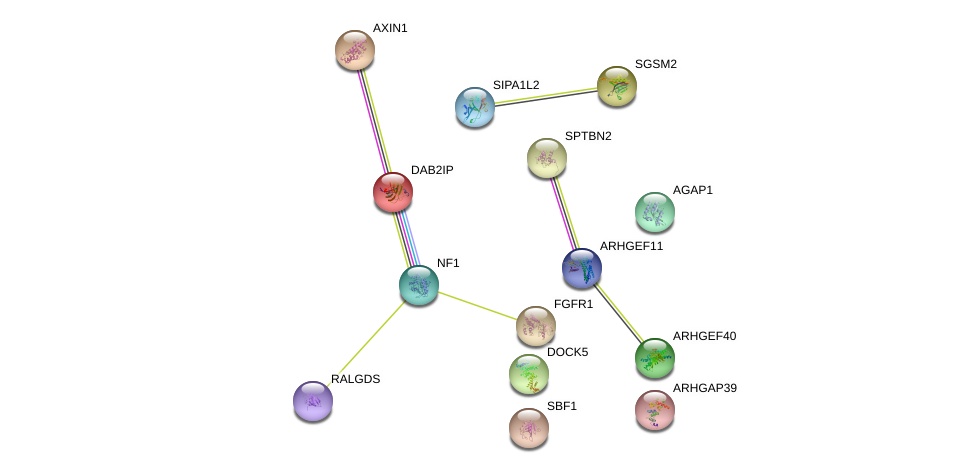 AXIN1
SGSM2
SIPA1L2
SPTBN2
DAB2IP
AGAP1
ARHGEF11
NF1
FGFR1
ARHGEF40
DOCK5
RALGDS
ARHGAP39
SBF1